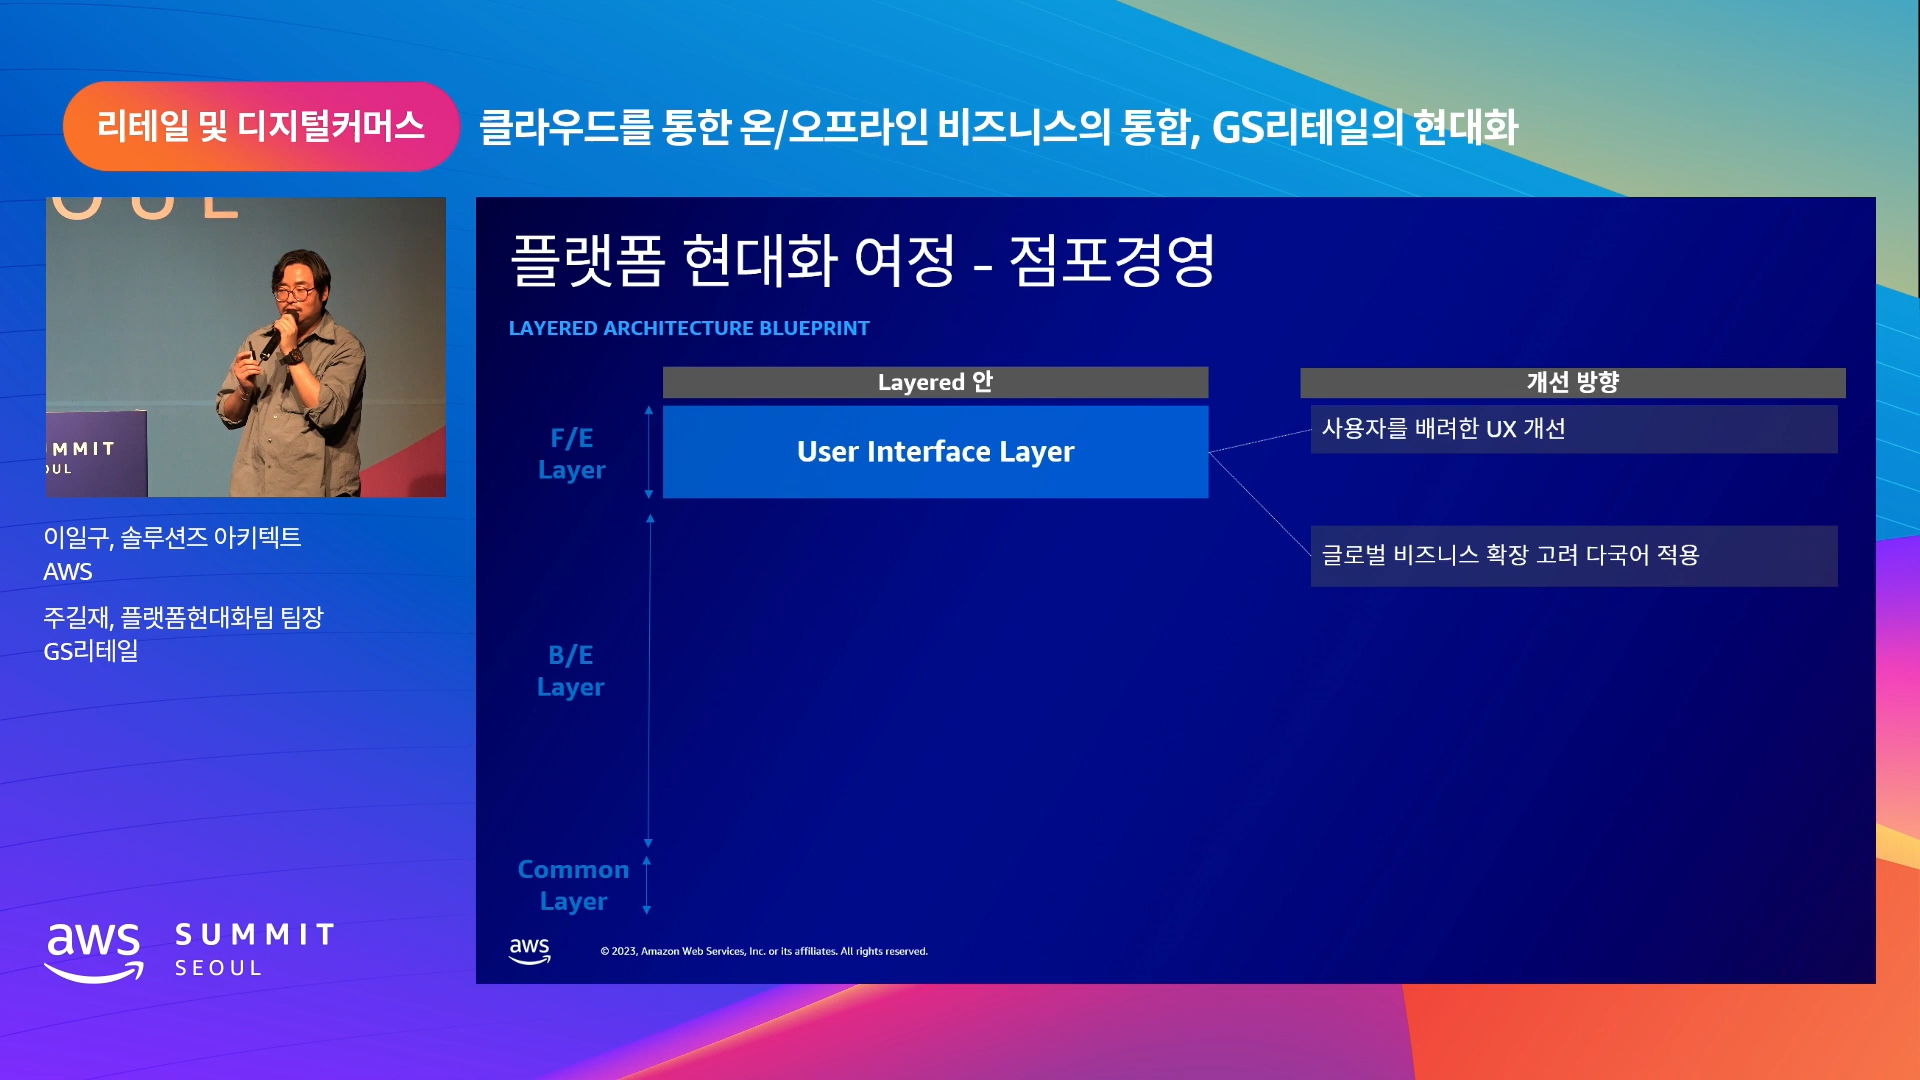 리테일 및 디지털커머스
클라우드를 통한 온/오프라인 비즈니스의 통합, GS리테일의 현대화
OUL
MMIT
OUL
이일구, 솔루션즈 아키텍트
AWS
주길재, 플랫폼현대화팀 팀장
GS리테일
aws
SUMMIT
SEOUL
플랫폼 현대화 여정 - 점포경영
LAYERED ARCHITECTURE BLUEPRINT
Layered 안
개선 방향
F/E
Layer
User Interface Layer
사용자를 배려한 UX 개선
글로벌 비즈니스 확장 고려 다국어 적용
B/E
Layer
Common
Layer
aws
© 2023, Amazon Web Services, Inc. or its affiliates. All rights reserved.